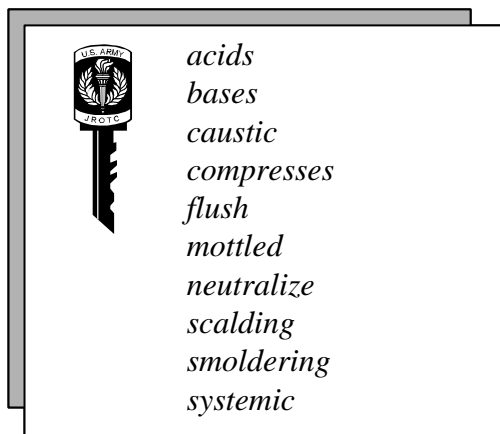 U.S. ARMY
JROTC
acids
bases
caustic
compresses
flush
mottled
neutralize
scalding
smoldering
systemic